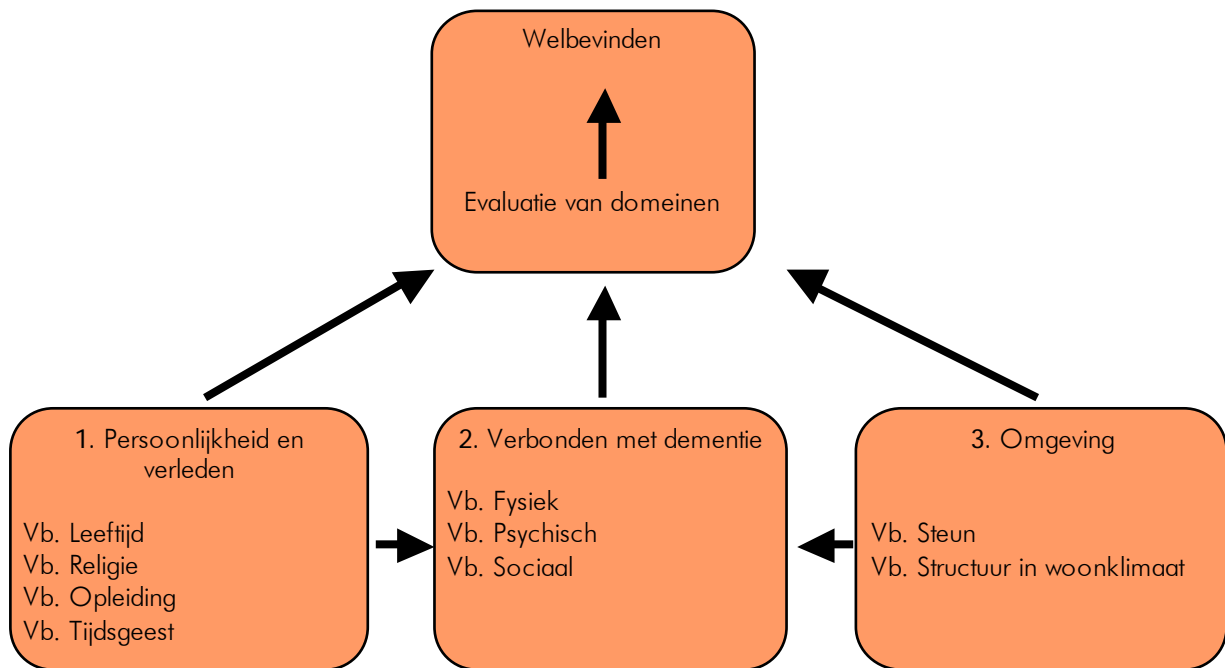 Welbevinden
Evaluatie van domeinen
1. Persoonlijkheid en
verleden
Vb. Leeftijd
Vb. Religie
Vb. Opleiding
Vb. Tijdsgeest
2. Verbonden met dementie
Vb. Fysiek
Vb. Psychisch
Vb. Sociaal
3. Omgeving
Vb. Steun
Vb. Structuur in woonklimaat